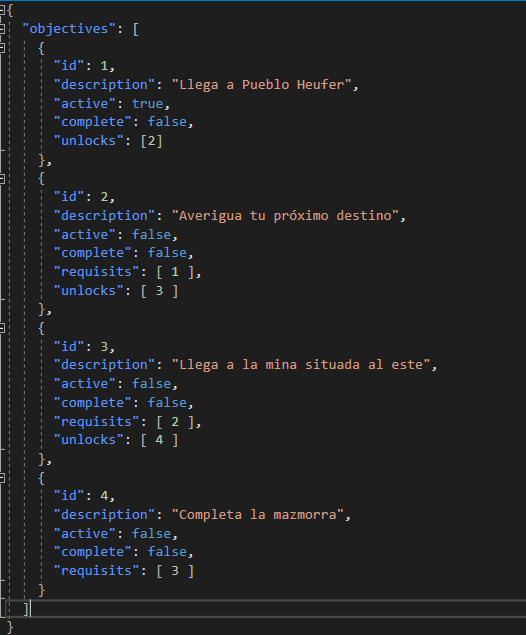 {
"objectives": [
{
"id": 1,
"description": "Llega a Pueblo Heufer",
"active": true,
"complete": false,
"unlocks": [2]
},
{
"id": 2,
"description": "Averigua tu próximo destino",
"active": false,
"complete": false,
"requisits": [ 1 ],
"unlocks": [ 3 ]
},
{
"id": 3,
"description": "Llega a la mina situada al este",
"active": false,
"complete": false,
"requisits": [ 2 ],
"unlocks": [ 4 ]
},
{
"id": 4,
"description": "Completa la mazmorra",
"active": false,
"complete": false,
"requisits": [ 3 ]
}
]
}